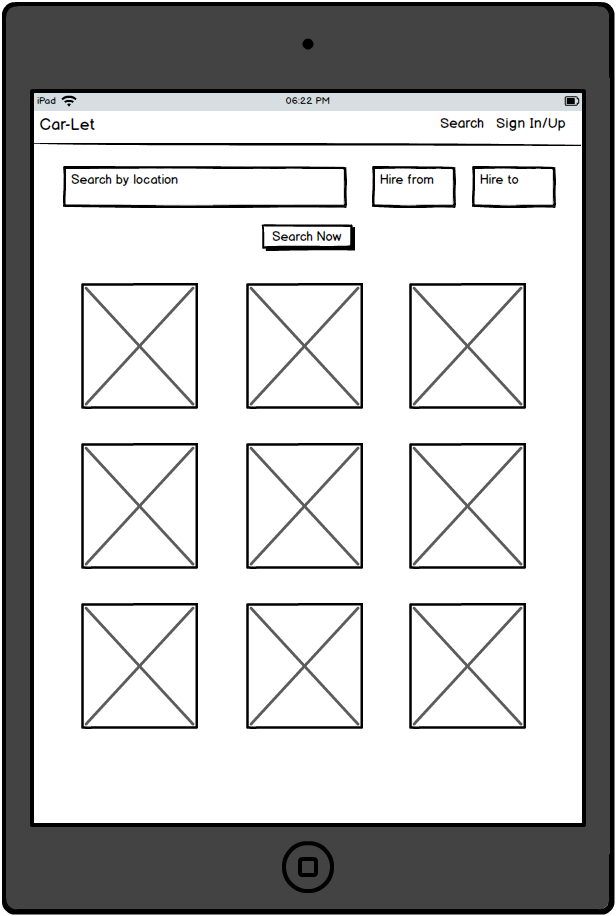 iPad 06:22 PM
Car-Let Search Sign In/Up
Search by location Hire from Hire to
Search Now